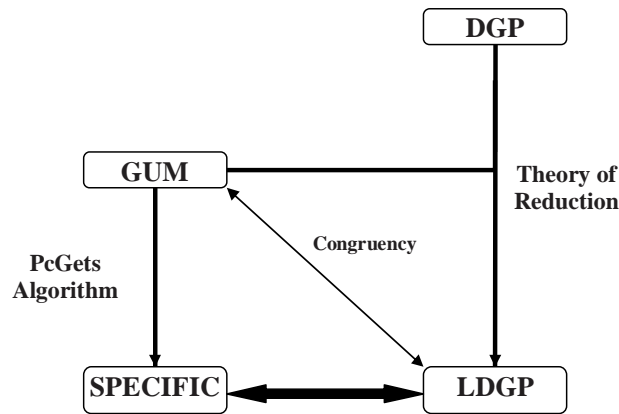 DGP
GUM
Theory of
Reduction
Congruency
PcGets
Algorithm
SPECIFIC
LDGP